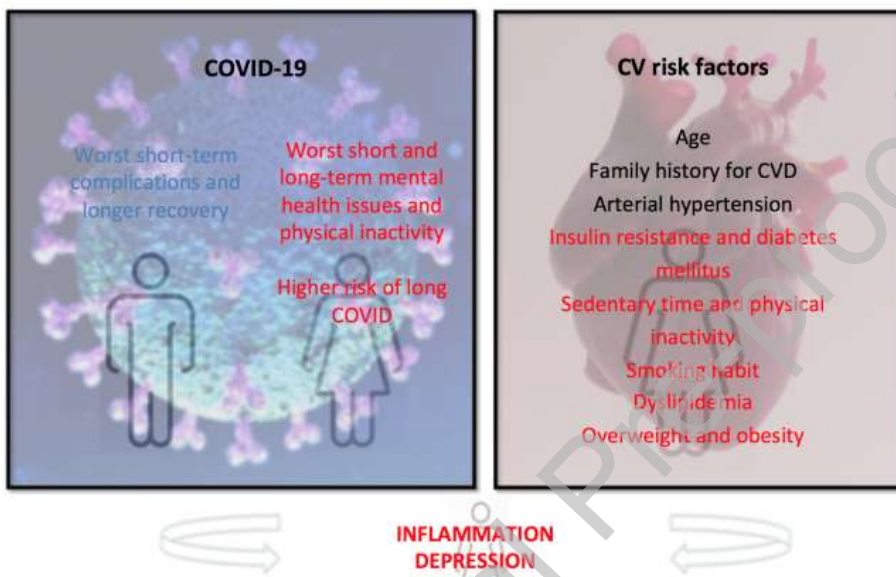 COVID-19
Worst short-term
complications and
longer recovery
Worst short and
long-term mental
health issues and
physical inactivity
Higher risk of long
COVID
CV risk factors
Age
Family history for CVD
Arterial hypertension
Insulin resistance and diabetes
mellitus
Sedentary time and physical
inactivity
Smoking habit
Dyslipidemia
Overweight and obesity
INFLAMMATION
DEPRESSION